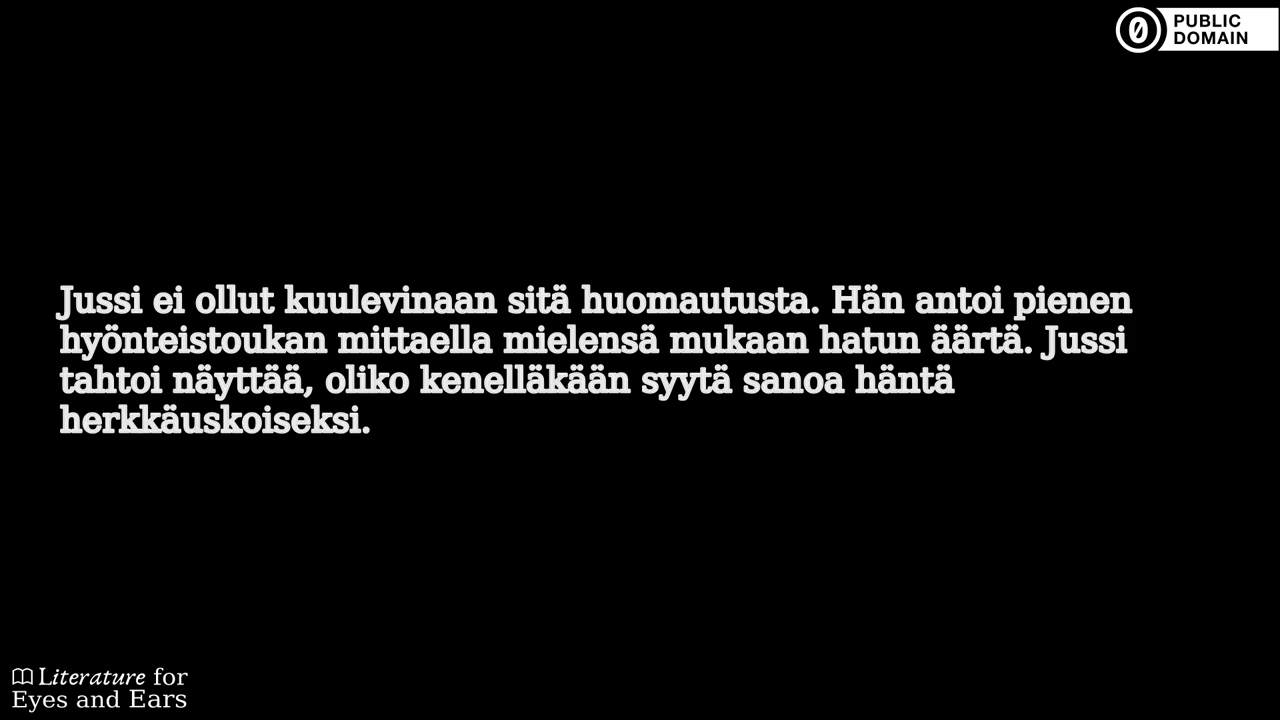 PUBLIC
DOMAIN
Jussi ei ollut kuulevinaan sitä huomautusta. Hän antoi pienen
hyönteistoukan mittaella mielensä mukaan hatun äärtä. Jussi
tahtoi näyttää, oliko kenelläkään syytä sanoa häntä
herkkäuskoiseksi.
Literature for
Eyes and Ears